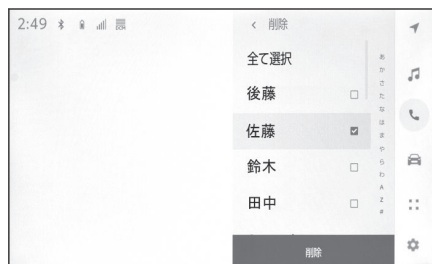 2:49
< 削除
全て選択
後藤
佐藤
鈴木
田中
あ
か
さ
た
な
は
ま
や
ら
わ
A
Z
#
削除